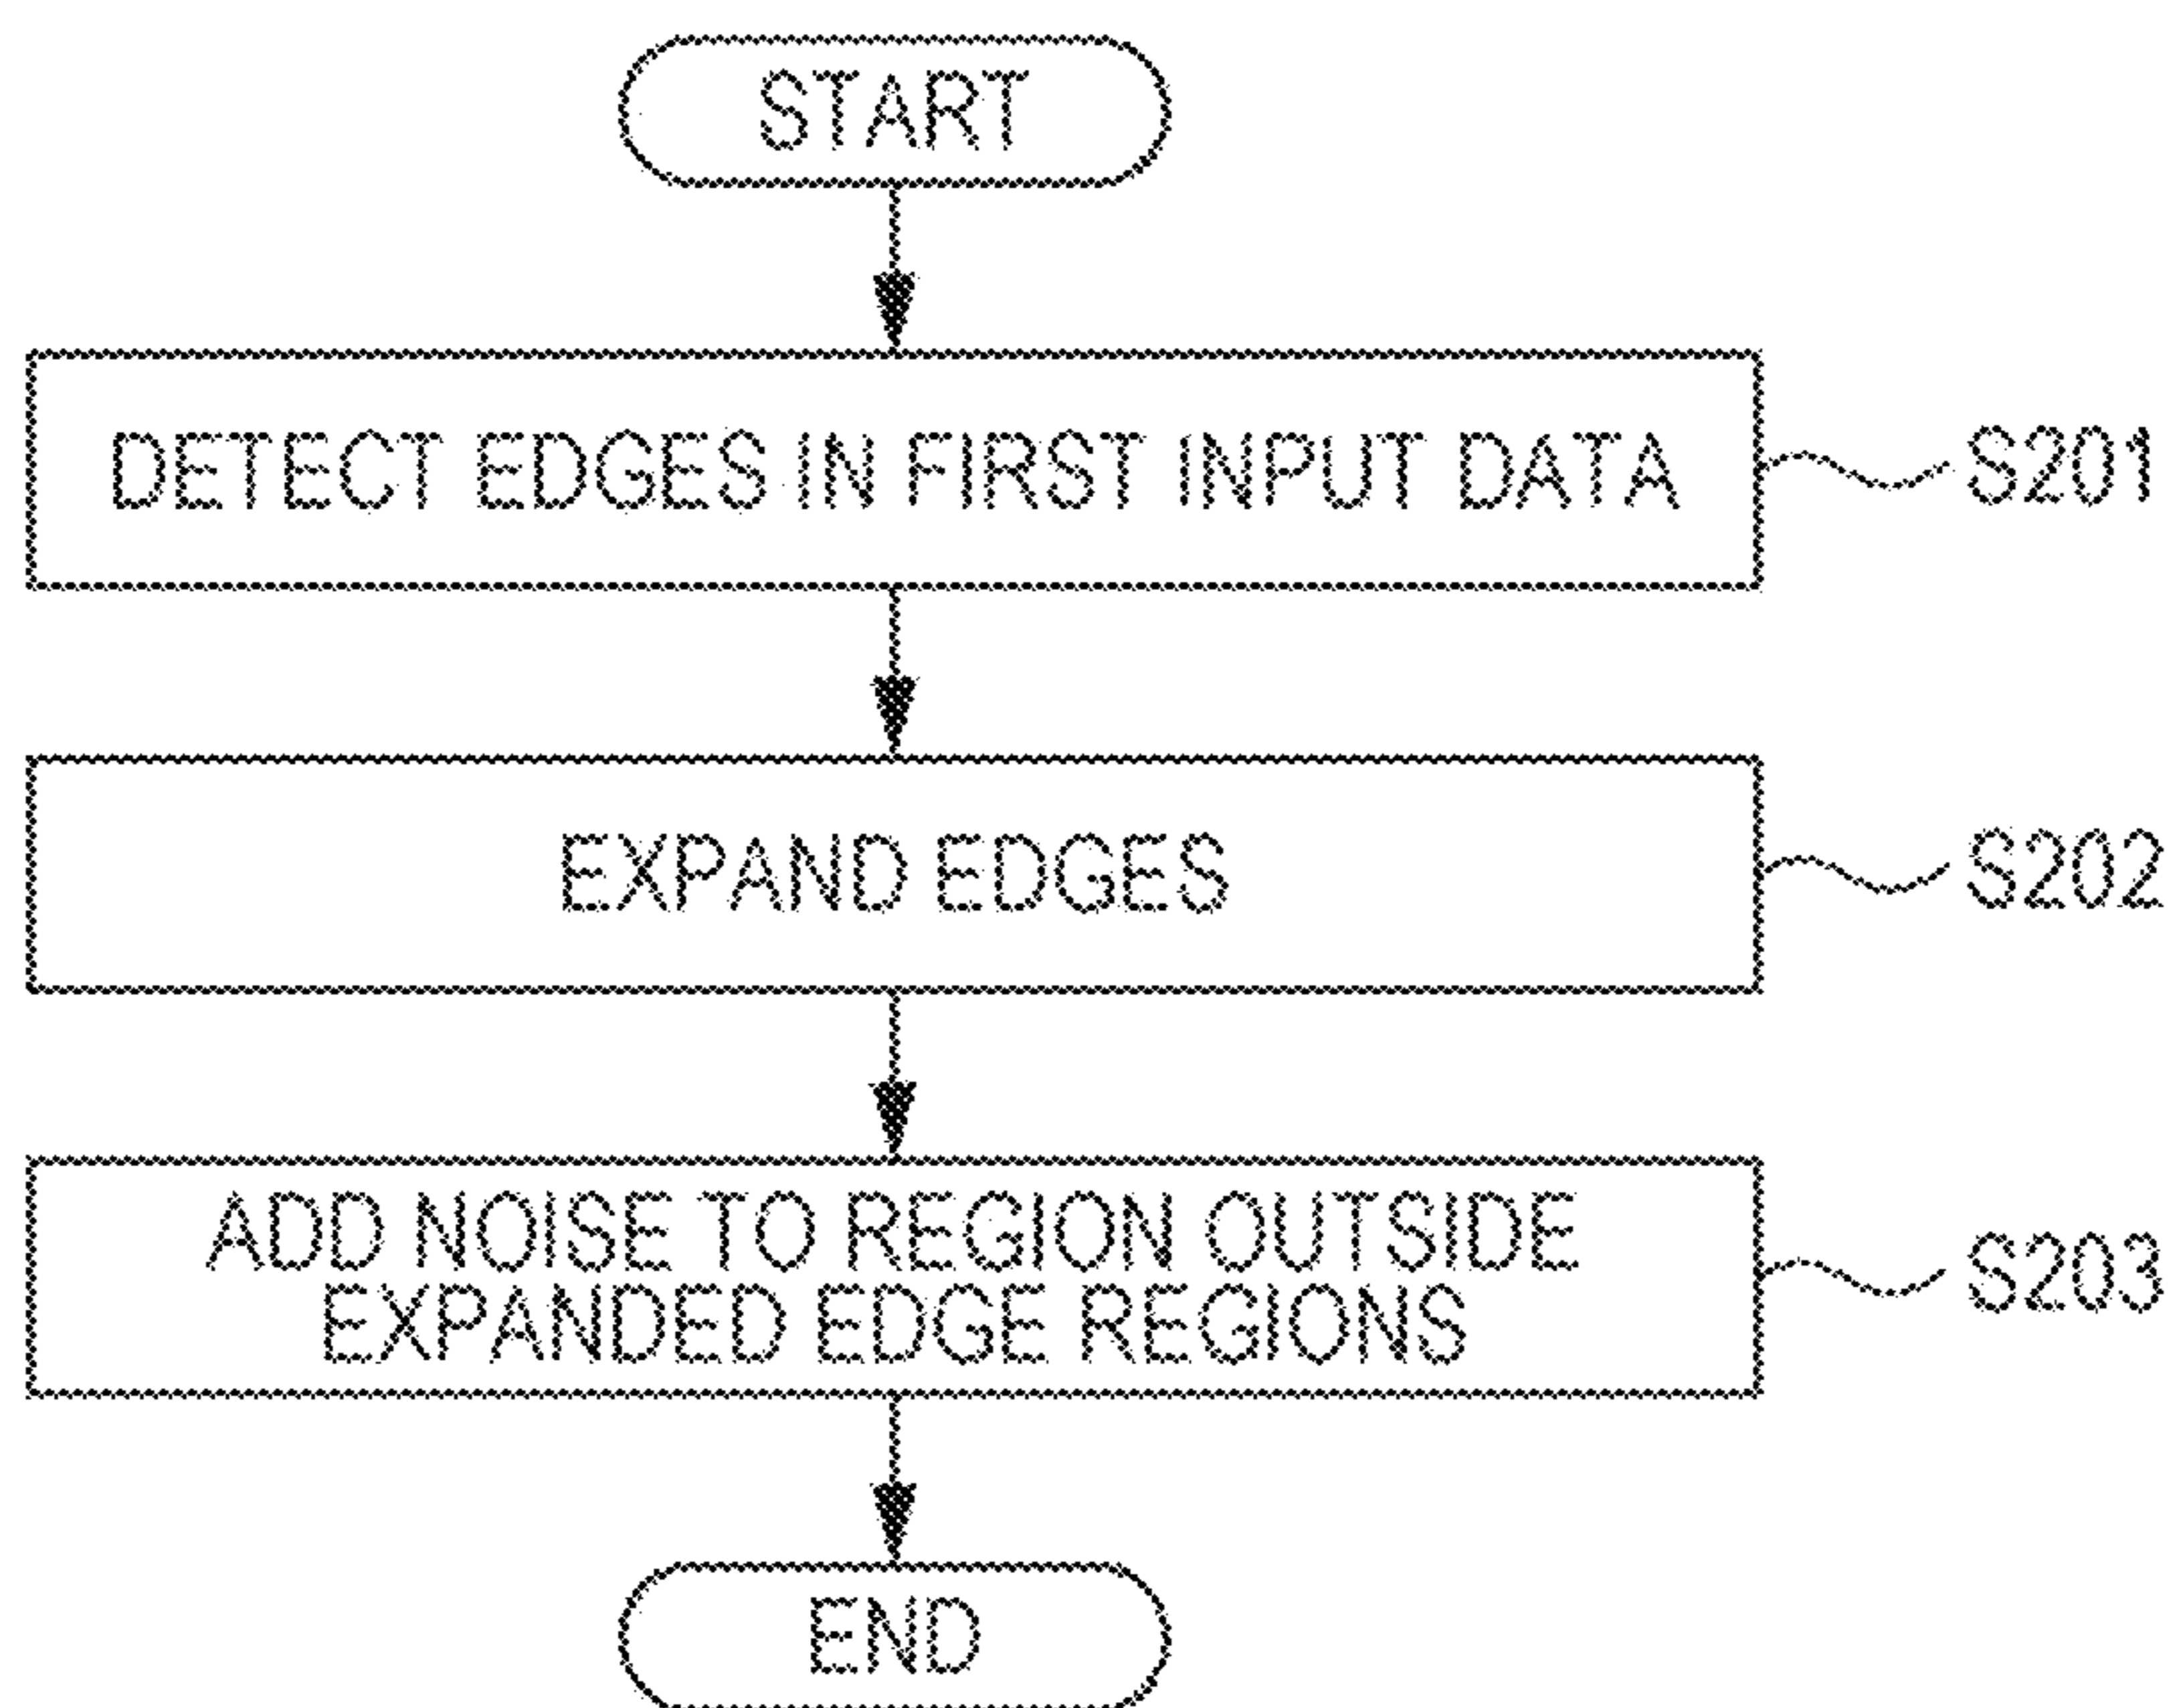 START
DETECT EDGES IN FIRST INPUT DATA
S201
EXPAND EDGES
S202
ADD NOISE TO REGION OUTSIDE
EXPANDED EDGE REGIONS
S203
END